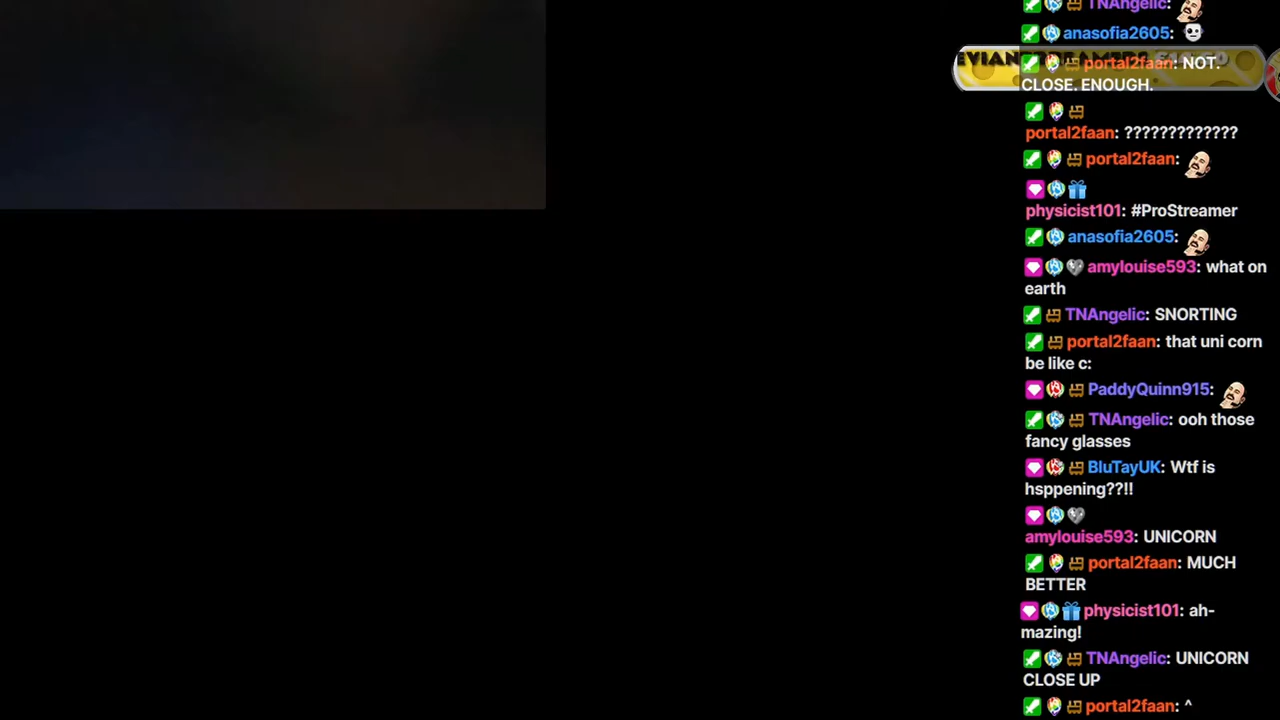 TNAngelic:
anasofia2605:
portal2faan: NOT.
CLOSE. ENOUGH.
portal2faan: ?????????????
portal2faan:
physicist101: #ProStreamer
anasofia2605:
amylouise593: what on
earth
TNAngelic: SNORTING
portal2faan: that uni corn
be like c:
PaddyQuinn915:
TNAngelic: ooh those
fancy glasses
BluTayUK: Wtf is
hsppening??!!
amylouise593: UNICORN
portal2faan: MUCH
BETTER
physicist101: ah-
mazing!
TNAngelic: UNICORN
CLOSE UP
portal2faan: ^